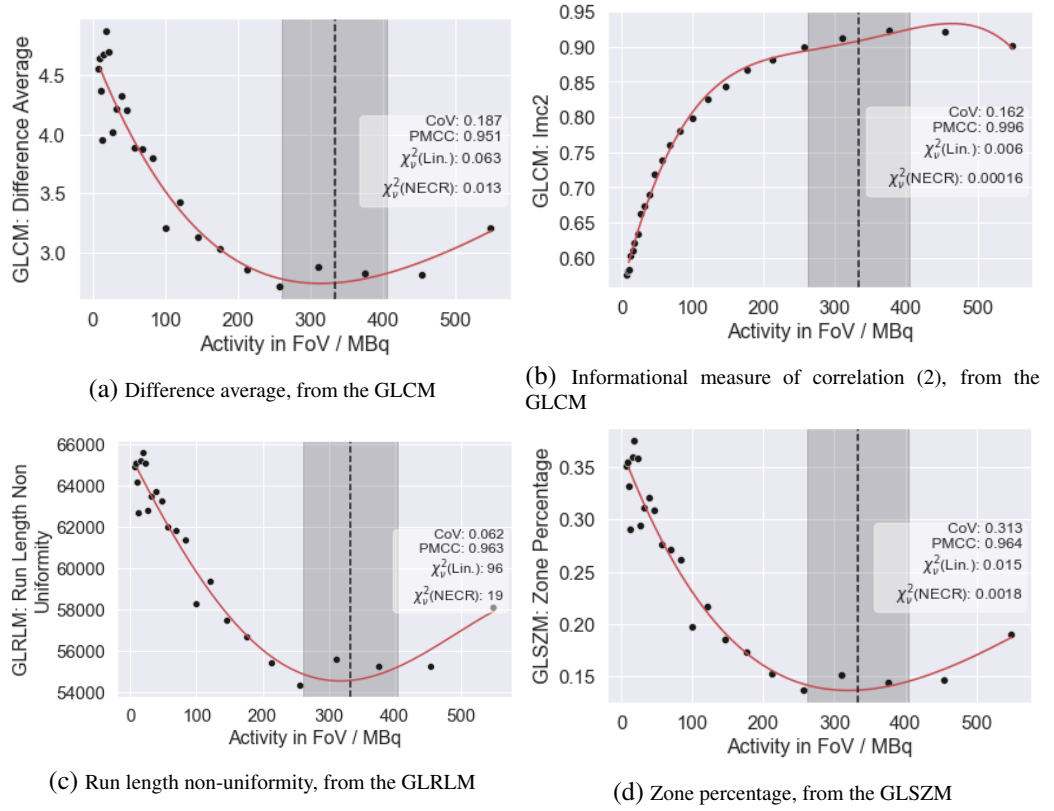 4.5
4.0
3.5
3.0
GLCM: Difference Average
CoV: 0.187
PMCC: 0.951
χ²ᵥ(Lin.): 0.063
χ²ᵥ(NECR): 0.013
0 100 200 300 400 500
Activity in FoV / MBq
(a) Difference average, from the GLCM
0.95
0.90
0.85
0.80
0.75
0.70
0.65
0.60
GLCM: Imc2
CoV: 0.162
PMCC: 0.996
χ²ᵥ(Lin.): 0.006
χ²ᵥ(NECR): 0.00016
0 100 200 300 400 500
Activity in FoV / MBq
(b) Informational measure of correlation (2), from the
GLCM
66000
64000
62000
60000
58000
56000
54000
GLRLM: Run Length Non
Uniformity
CoV: 0.062
PMCC: 0.963
χ²ᵥ(Lin.): 96
χ²ᵥ(NECR): 19
0 100 200 300 400 500
Activity in FoV / MBq
(c) Run length non-uniformity, from the GLRLM
0.35
0.30
0.25
0.20
0.15
GLSZM: Zone Percentage
CoV: 0.313
PMCC: 0.964
χ²ᵥ(Lin.): 0.015
χ²ᵥ(NECR): 0.0018
0 100 200 300 400 500
Activity in FoV / MBq
(d) Zone percentage, from the GLSZM